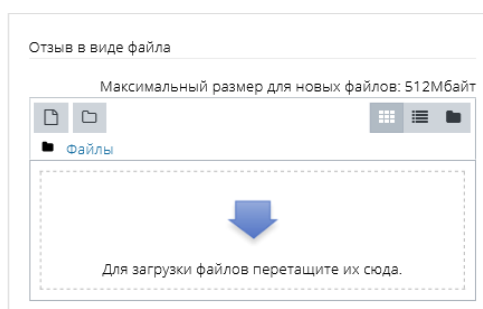 Отзыв в виде файла
Максимальный размер для новых файлов: 512Мбайт
Файлы
Для загрузки файлов перетащите их сюда.